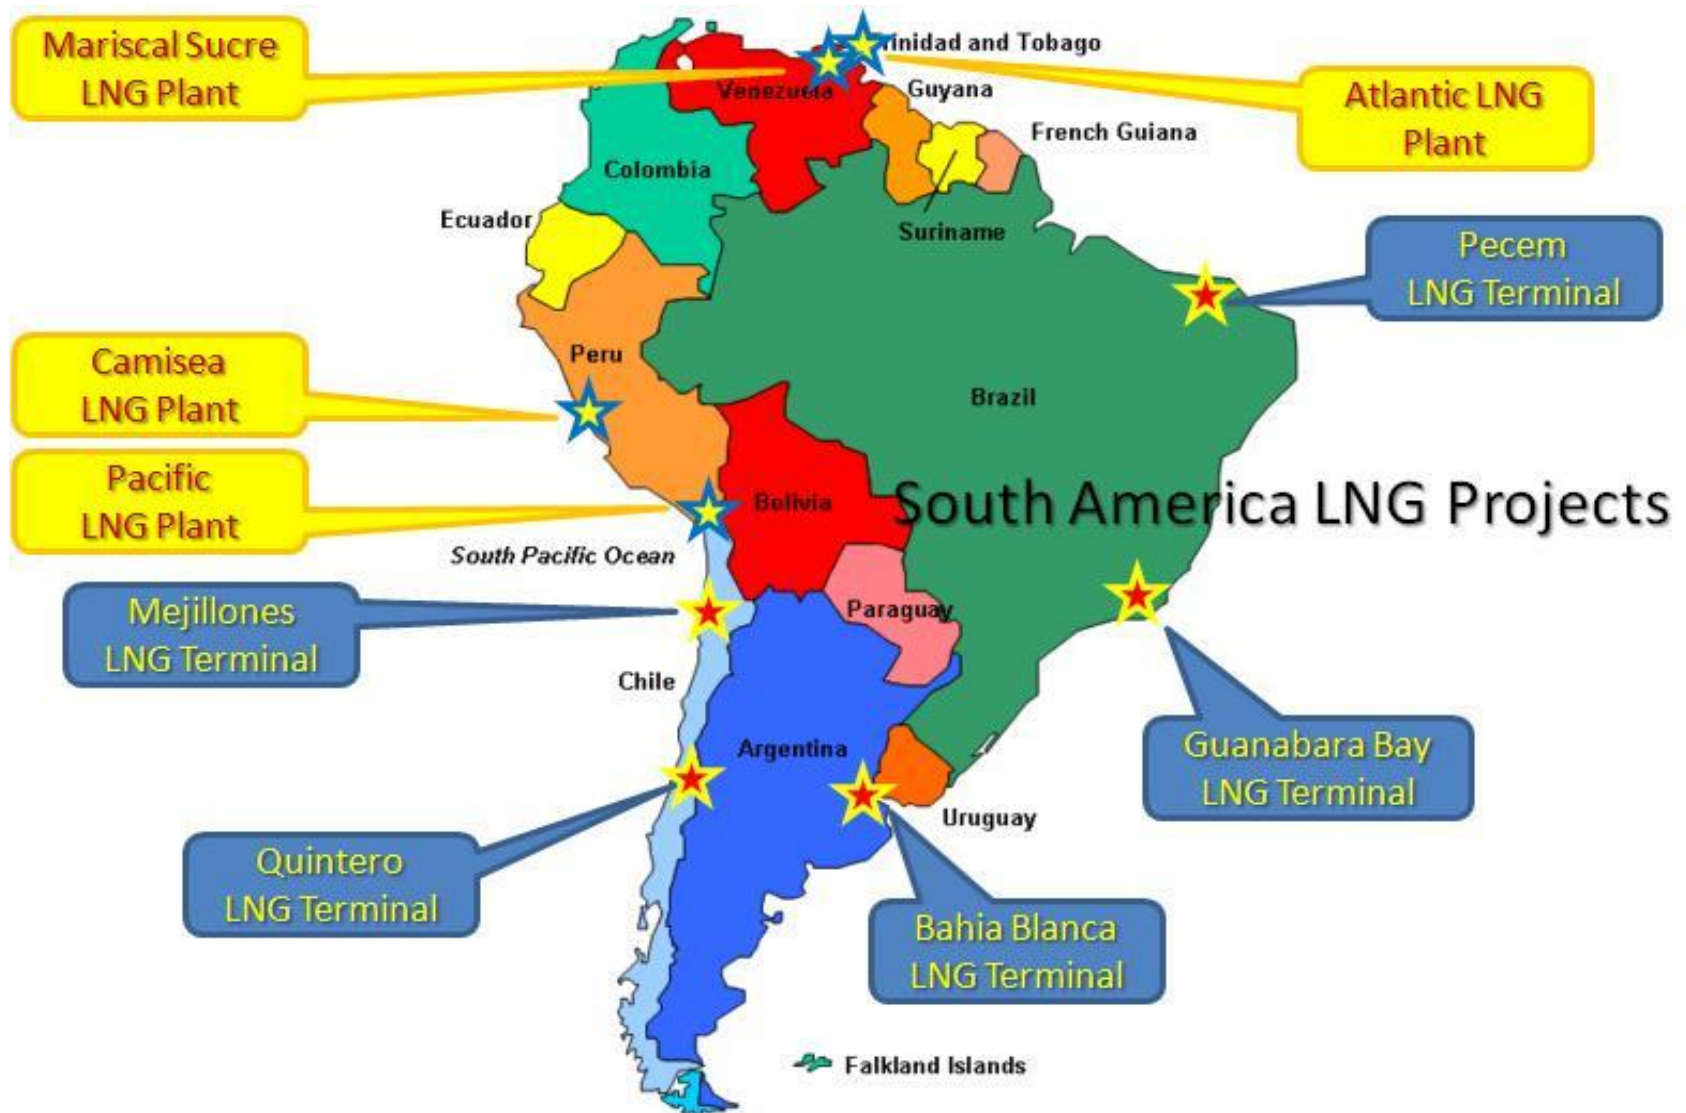 Mariscal Sucre
LNG Plant
Trinidad and Tobago
Venezuela
Guyana
Atlantic LNG
Plant
French Guiana
Colombia
Ecuador
Suriname
Pecem
LNG Terminal
Camisea
LNG Plant
Peru
Brazil
Pacific
LNG Plant
Bolivia
South America LNG Projects
South Pacific Ocean
Mejillones
LNG Terminal
Paraguay
Chile
Argentina
Guanabara Bay
LNG Terminal
Uruguay
Quintero
LNG Terminal
Bahia Blanca
LNG Terminal
Falkland Islands